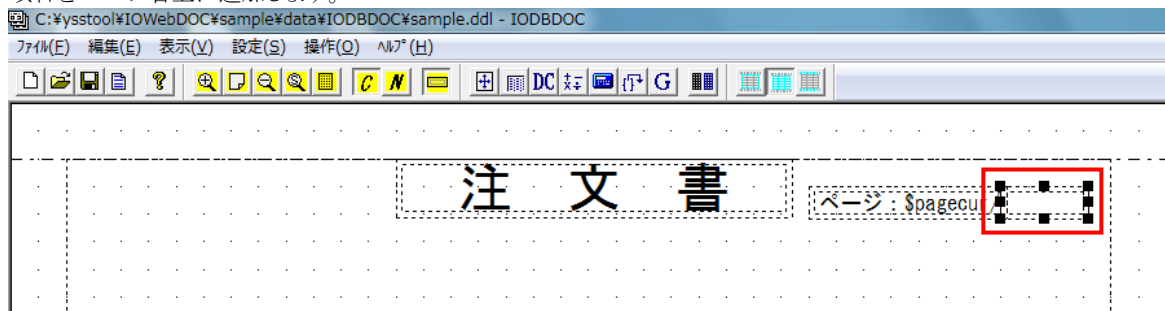 C:¥ysstool¥IOWebDOC¥sample¥data¥IODBDOC¥sample.ddl - IODBDOC
ﾌｧｲﾙ(F) 編集(E) 表示(V) 設定(S) 操作(O) ﾍﾙﾌﾟ(H)
C N DC G
注 文 書
ページ：$pagecur/